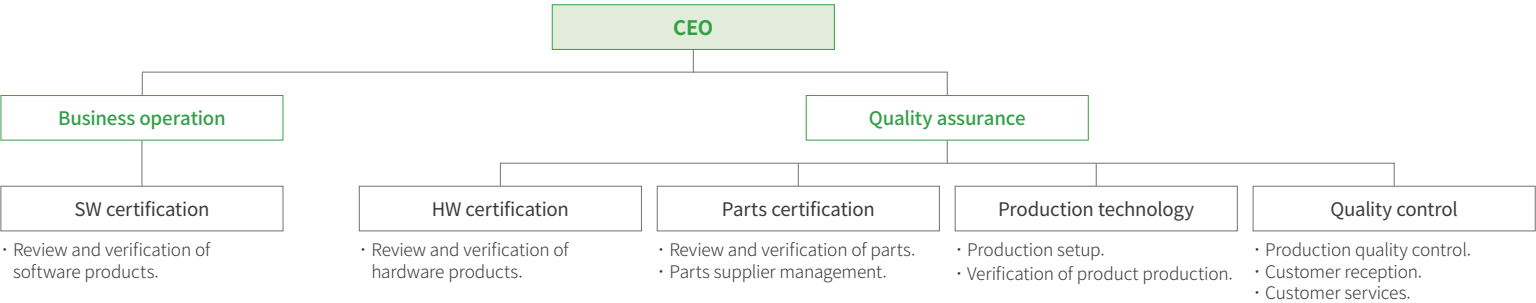 CEO
Business operation
Quality assurance
SW certification
HW certification
Parts certification
Production technology
Quality control
· Review and verification of
software products.
· Review and verification of
hardware products.
· Review and verification of parts.
· Parts supplier management.
· Production setup.
· Verification of product production.
· Production quality control.
· Customer reception.
· Customer services.